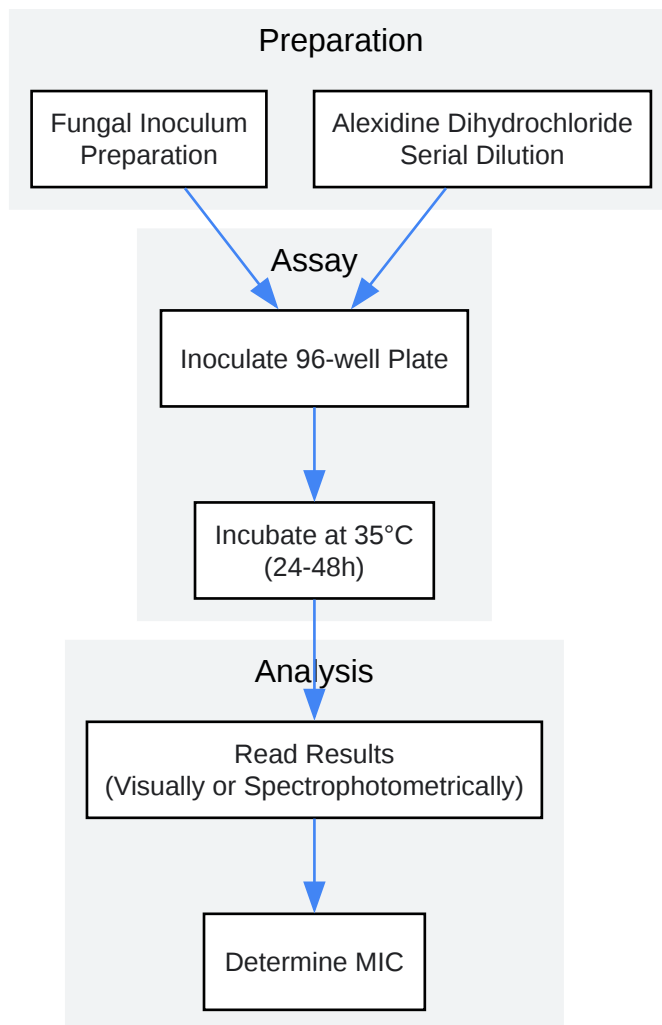 Preparation
Fungal Inoculum
Preparation
Alexidine Dihydrochloride
Serial Dilution
Assay
Inoculate 96-well Plate
Incubate at 35°C
(24-48h)
Analysis
Read Results
(Visually or Spectrophotometrically)
Determine MIC